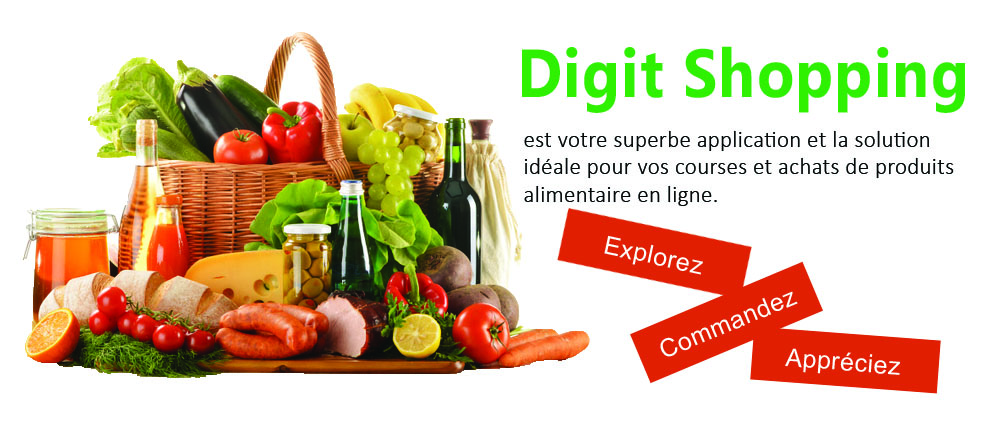 Digit Shopping
est votre superbe application et la solution
idéale pour vos courses et achats de produits
alimentaire en ligne.
Explorez
Commandez
Appréciez